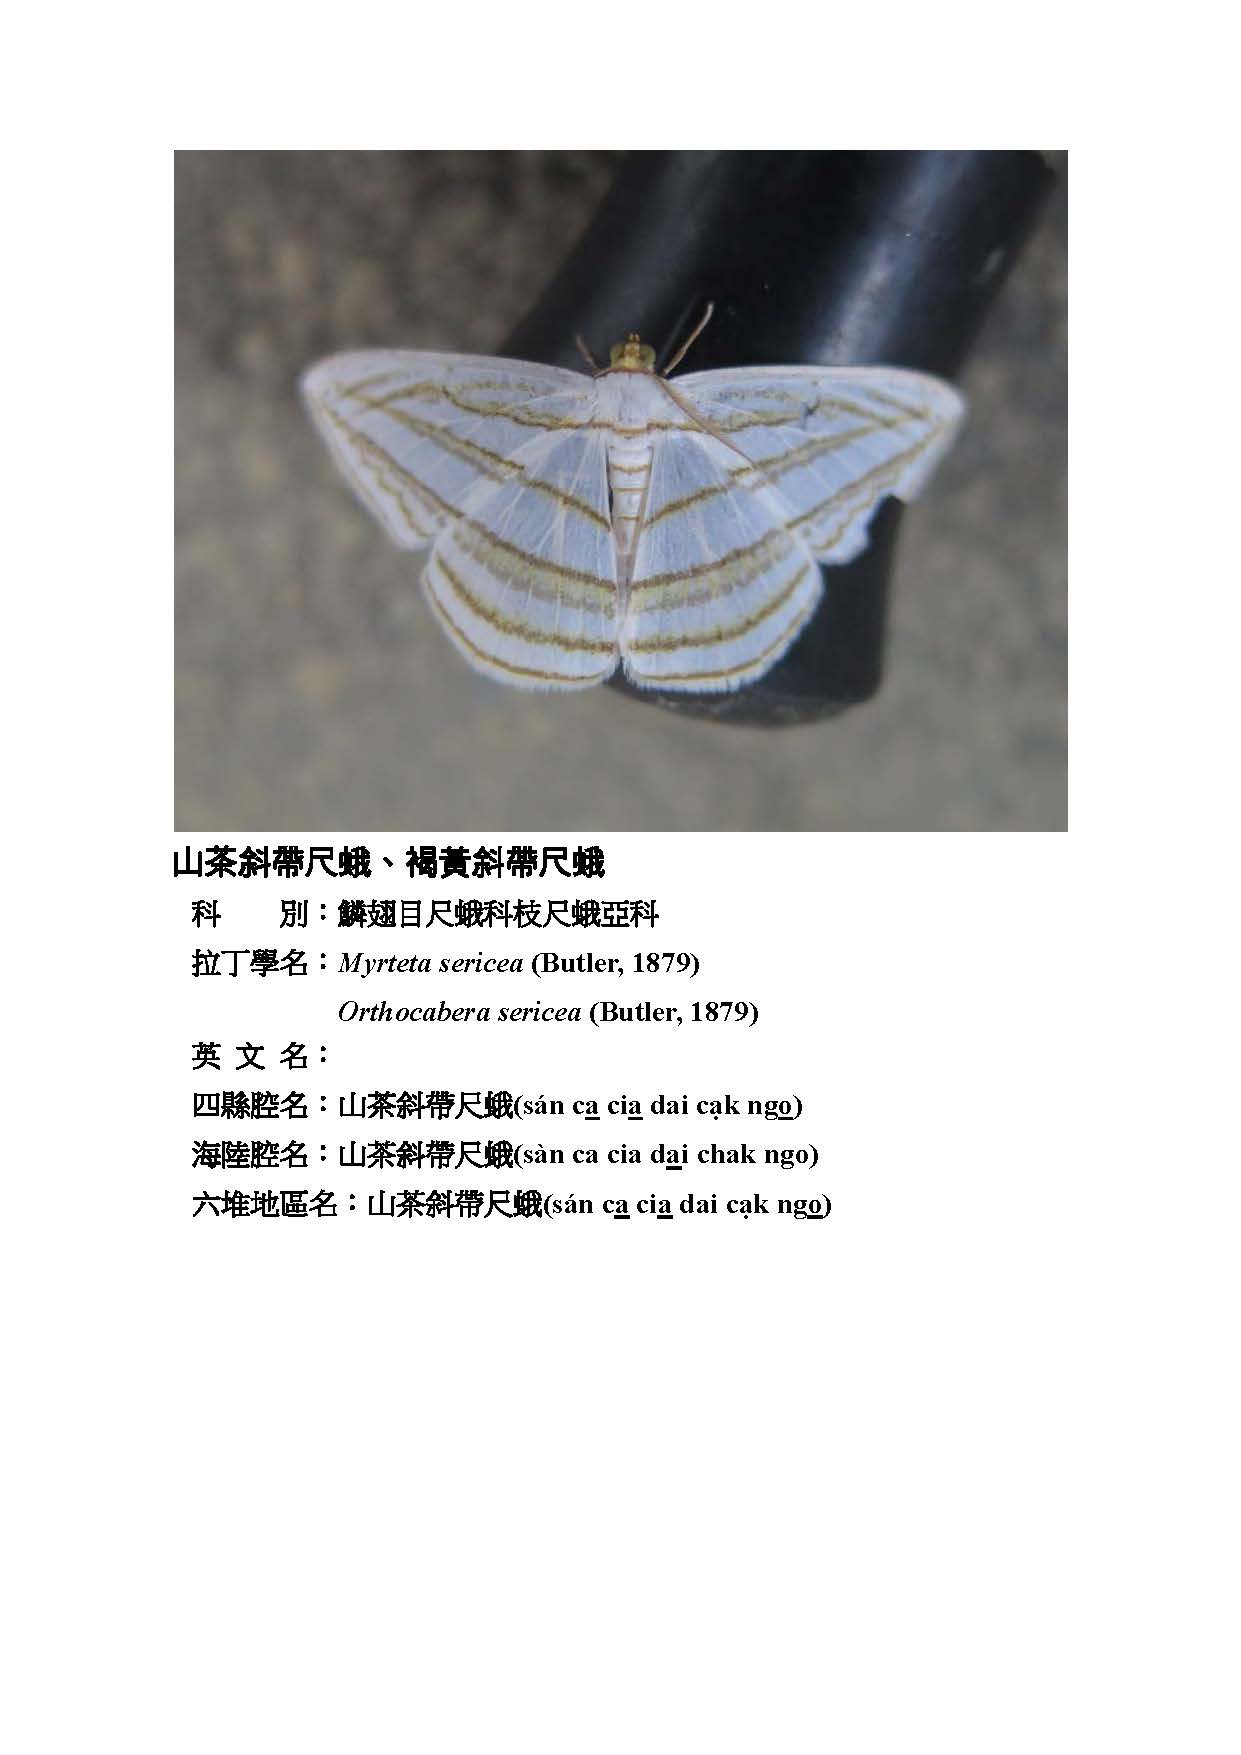 山茶斜帶尺蛾、褐黃斜帶尺蛾
科　　別：鱗翅目尺蛾科枝尺蛾亞科
拉丁學名：Myrteta sericea (Butler, 1879)
Orthocabera sericea (Butler, 1879)
英 文 名：
四縣腔名：山茶斜帶尺蛾(sán ca̲ cia̲ dai ca̩k ngo̲)
海陸腔名：山茶斜帶尺蛾(sàn ca cia da̲i chak ngo)
六堆地區名：山茶斜帶尺蛾(sán ca̲ cia̲ dai ca̩k ngo̲)